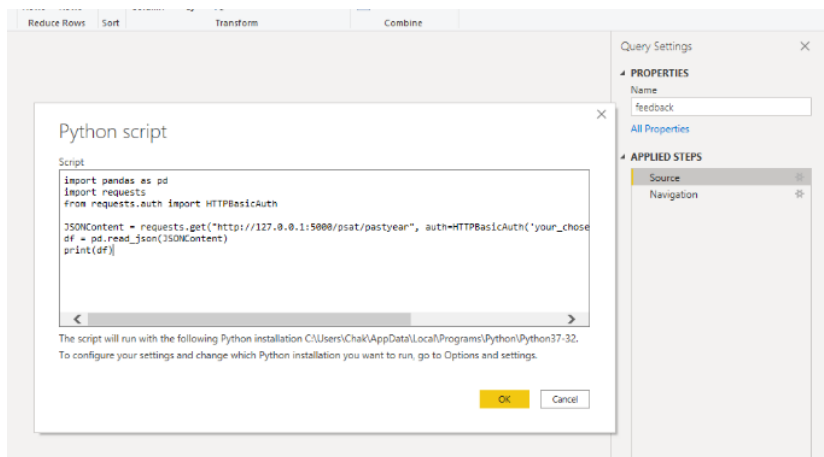 Reduce Rows Sort Transform Combine
Query Settings
PROPERTIES
Name
feedback
All Properties
APPLIED STEPS
Source
Navigation
Python script
Script
import pandas as pd
import requests
from requests.auth import HTTPBasicAuth
JSONContent = requests.get("http://127.0.0.1:5000/psat/pastyear", auth=HTTPBasicAuth('your_chose
df = pd.read_json(JSONContent)
print(df)
The script will run with the following Python installation C:\Users\Chak\AppData\Local\Programs\Python\Python37-32.
To configure your settings and change which Python installation you want to run, go to Options and settings.
OK Cancel